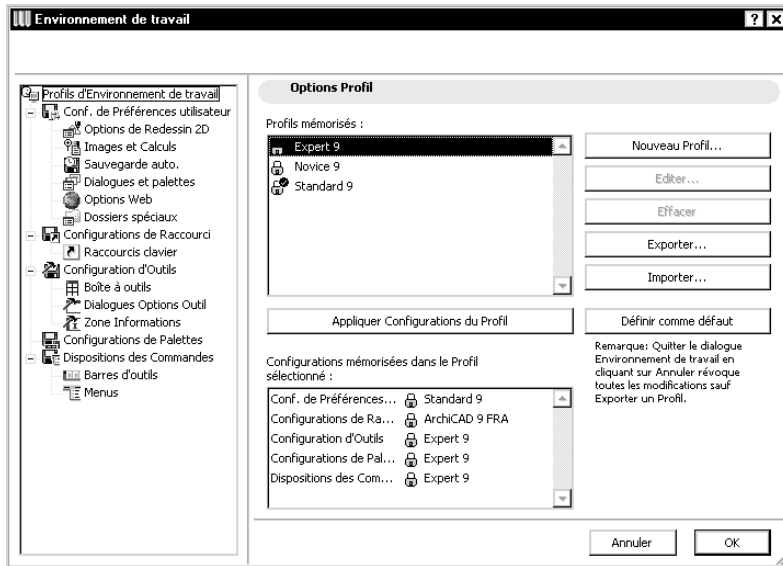 Environnement de travail
Profils d'Environnement de travail
Conf. de Préférences utilisateur
Options de Redessin 2D
Images et Calculs
Sauvegarde auto.
Dialogues et palettes
Options Web
Dossiers spéciaux
Configurations de Raccourci
Raccourcis clavier
Configuration d'Outils
Boîte à outils
Dialogues Options Outil
Zone Informations
Configurations de Palettes
Dispositions des Commandes
Barres d'outils
Menus
Options Profil
Profils mémorisés :
Expert 9
Novice 9
Standard 9
Nouveau Profil...
Editer...
Effacer
Exporter...
Importer...
Appliquer Configurations du Profil
Définir comme défaut
Remarque: Quitter le dialogue
Environnement de travail en
cliquant sur Annuler révoque
toutes les modifications sauf
Exporter un Profil.
Configurations mémorisées dans le Profil
sélectionné :
Conf. de Préférences... Standard 9
Configurations de Ra... ArchiCAD 9 FRA
Configuration d'Outils Expert 9
Configurations de Pal... Expert 9
Dispositions des Com... Expert 9
Annuler
OK